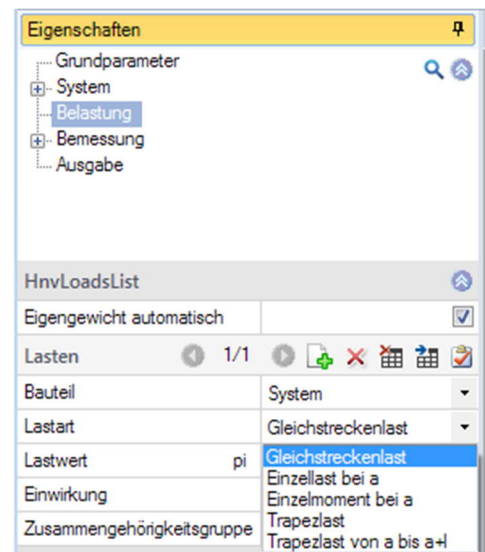 Eigenschaften
Grundparameter
System
Belastung
Bemessung
Ausgabe
HnvLoadsList
Eigengewicht automatisch
Lasten 1/1
Bauteil System
Lastart Gleichstreckenlast
Lastwert pi Gleichstreckenlast
Einzellast bei a
Einwirkung Einzelmoment bei a
Trapezlast
Zusammengehörigkeitsgruppe Trapezlast von a bis a+l